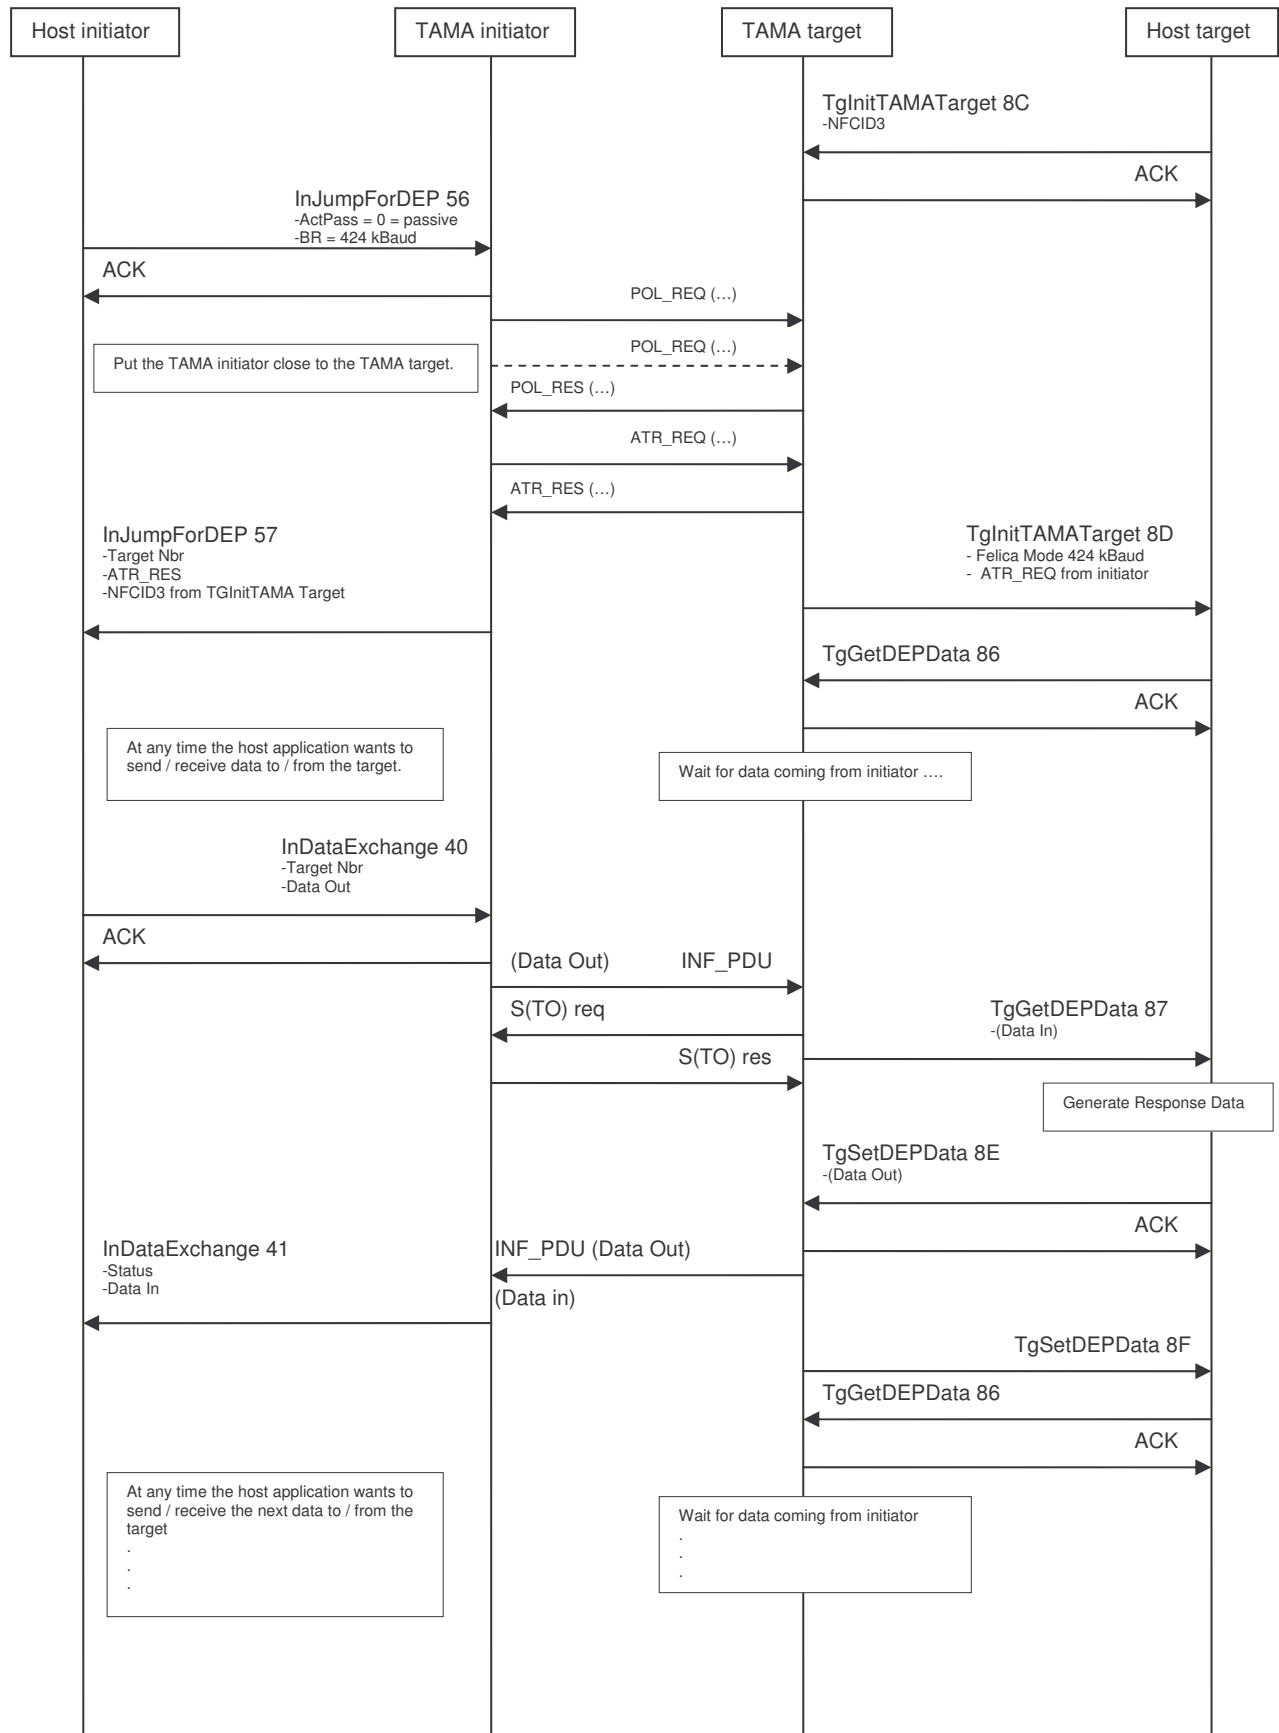 Host initiator
TAMA initiator
TAMA target
Host target
TgInitTAMATarget 8C
-NFCID3
ACK
InJumpForDEP 56
-ActPass = 0 = passive
-BR = 424 kBaud
ACK
POL_REQ (…)
Put the TAMA initiator close to the TAMA target.
POL_REQ (…)
POL_RES (…)
ATR_REQ (…)
ATR_RES (…)
InJumpForDEP 57
-Target Nbr
-ATR_RES
-NFCID3 from TGInitTAMA Target
TgInitTAMATarget 8D
- Felica Mode 424 kBaud
- ATR_REQ from initiator
TgGetDEPData 86
ACK
At any time the host application wants to
send / receive data to / from the target.
Wait for data coming from initiator ….
InDataExchange 40
-Target Nbr
-Data Out
ACK
(Data Out) INF_PDU
S(TO) req
TgGetDEPData 87
-(Data In)
S(TO) res
Generate Response Data
TgSetDEPData 8E
-(Data Out)
ACK
InDataExchange 41
-Status
-Data In
INF_PDU (Data Out)
(Data in)
TgSetDEPData 8F
TgGetDEPData 86
ACK
At any time the host application wants to
send / receive the next data to / from the
target
.
.
.
Wait for data coming from initiator
.
.
.